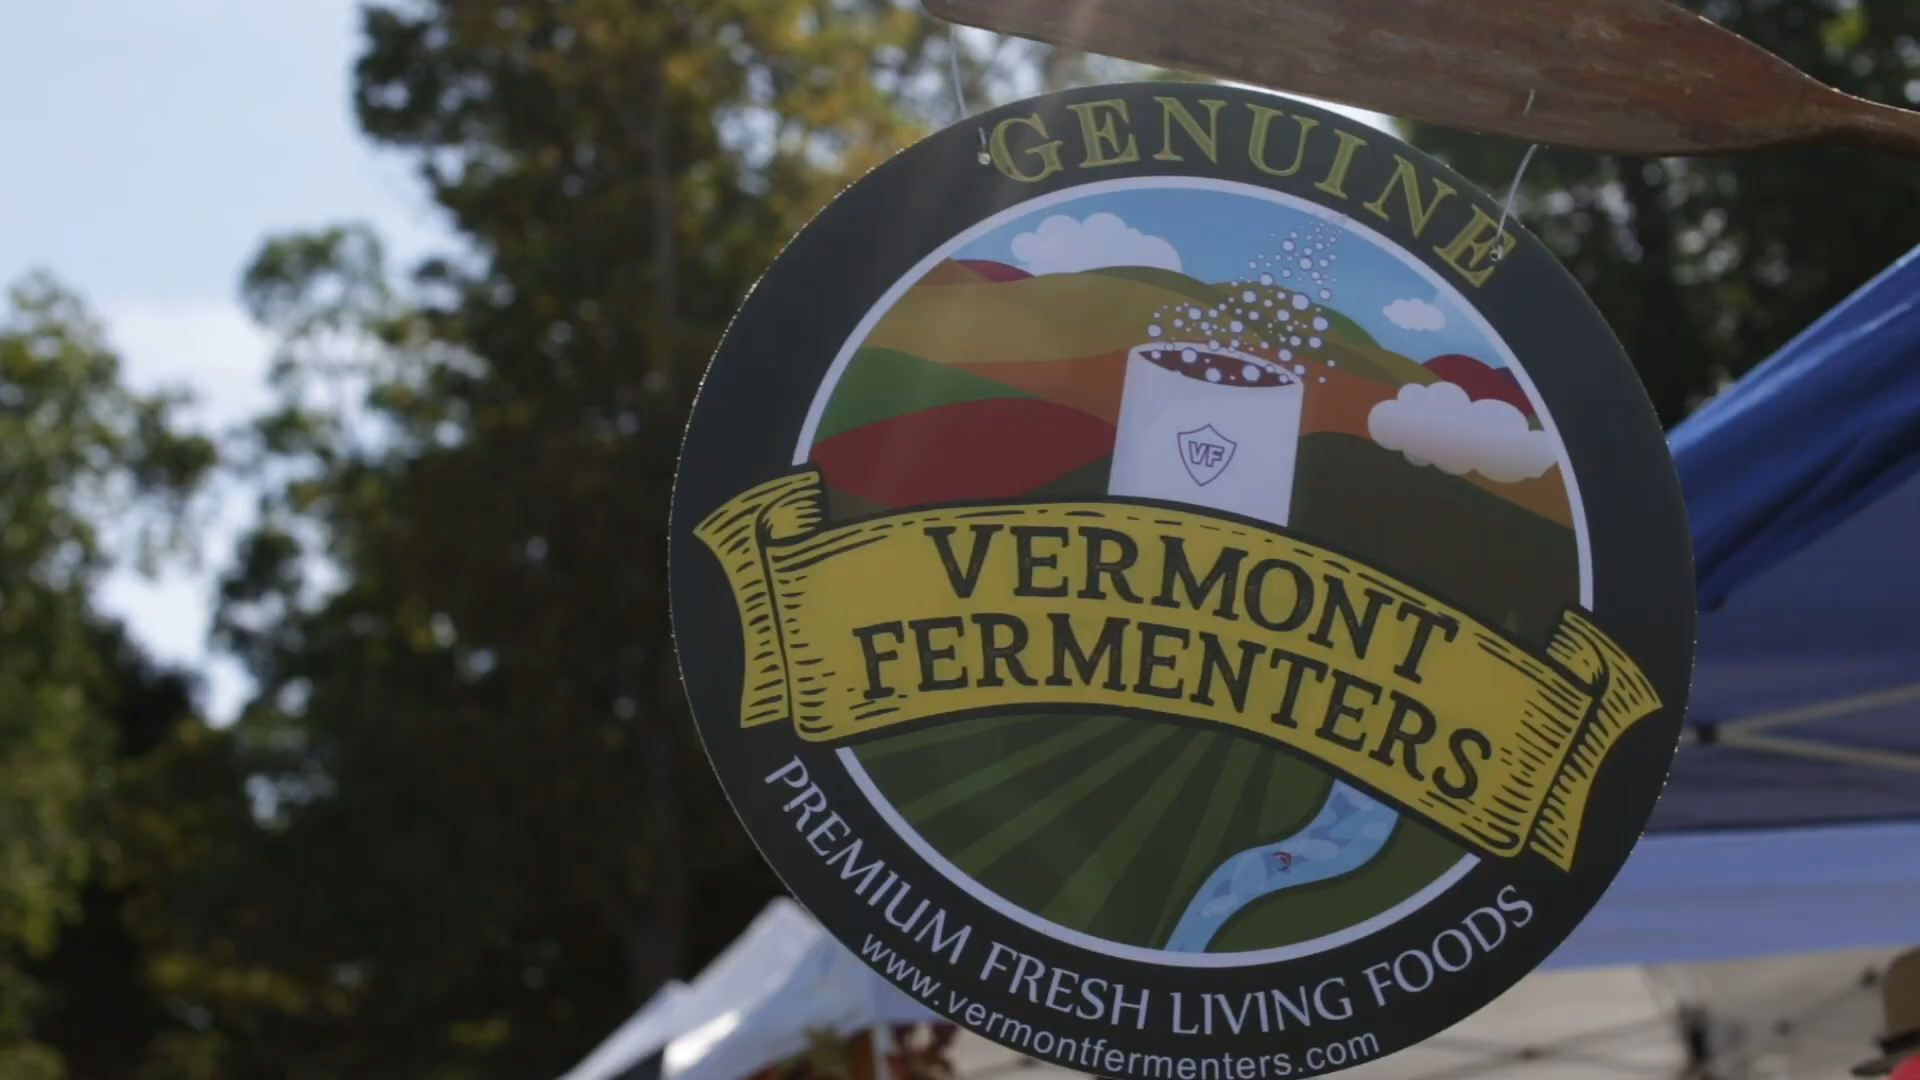 GENUINE
VF
VERMONT
FERMENTERS
PREMIUM FRESH LIVING FOODS
www.vermontfermenters.com